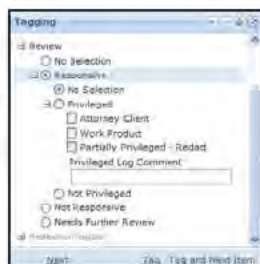 Tagging
Review
No Selection
Responsive
No Selection
Privileged
Attorney Client
Work Product
Partially Privileged - Redact
Privileged Log Comment
Not Privileged
Not Responsive
Needs Further Review
Next Tag Tag and Next Item